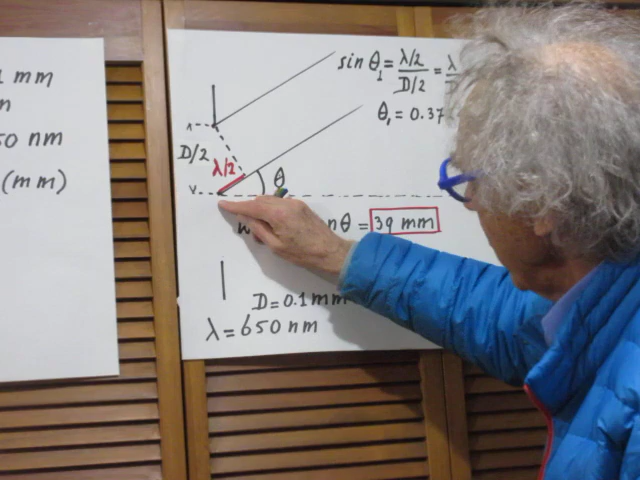 1 mm
m
50 nm
(mm)
sin θ₁ = λ/2 / D/2 = λ
θ₁ = 0.37
D/2
λ/2
θ
nθ = 39 mm
D = 0.1 mm
λ = 650 nm